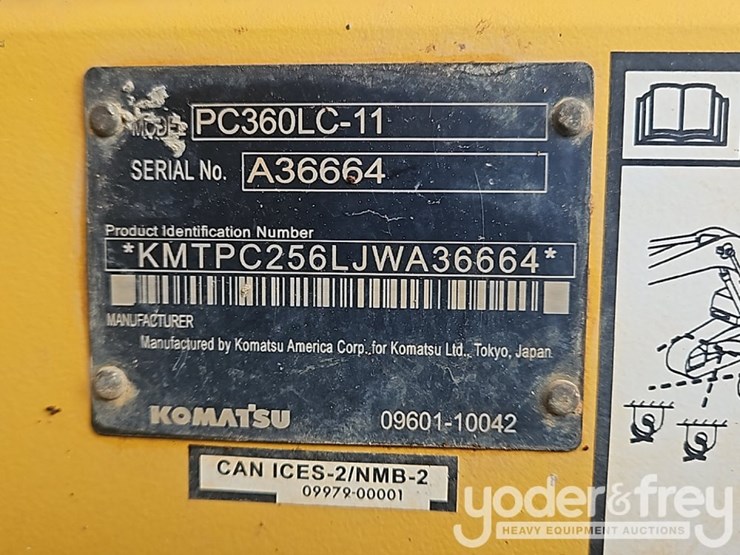 MODEL PC360LC-11
SERIAL No. A36664
Product Identification Number
*KMTPC256LJWA36664*
MANUFACTURER
Manufactured by Komatsu America Corp. for Komatsu Ltd., Tokyo, Japan
KOMATSU 09601-10042
CAN ICES-2/NMB-2
09979-00001
yoder&frey
HEAVY EQUIPMENT AUCTIONS